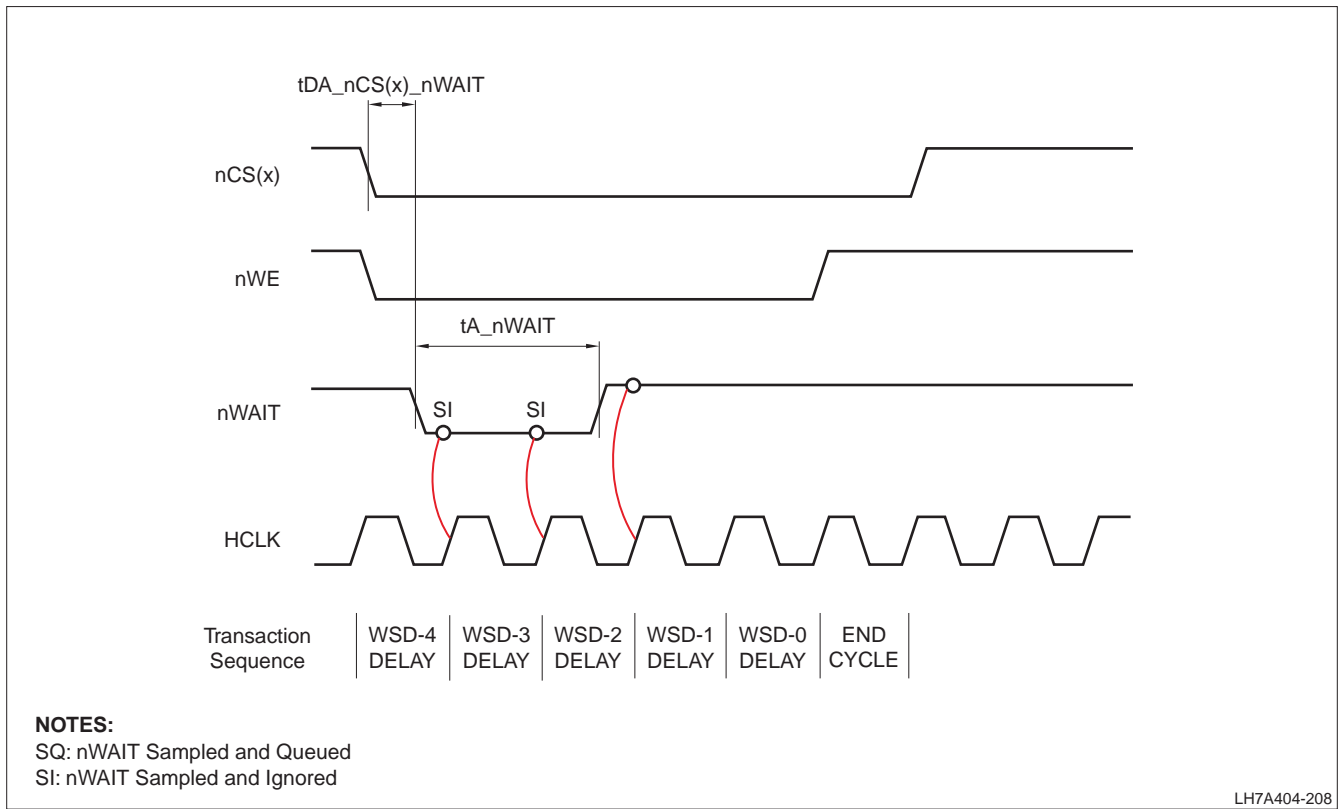 tDA_nCS(x)_nWAIT
nCS(x)
nWE
tA_nWAIT
nWAIT
SI
SI
HCLK
Transaction
Sequence
WSD-4
DELAY
WSD-3
DELAY
WSD-2
DELAY
WSD-1
DELAY
WSD-0
DELAY
END
CYCLE
NOTES:
SQ: nWAIT Sampled and Queued
SI: nWAIT Sampled and Ignored
LH7A404-208